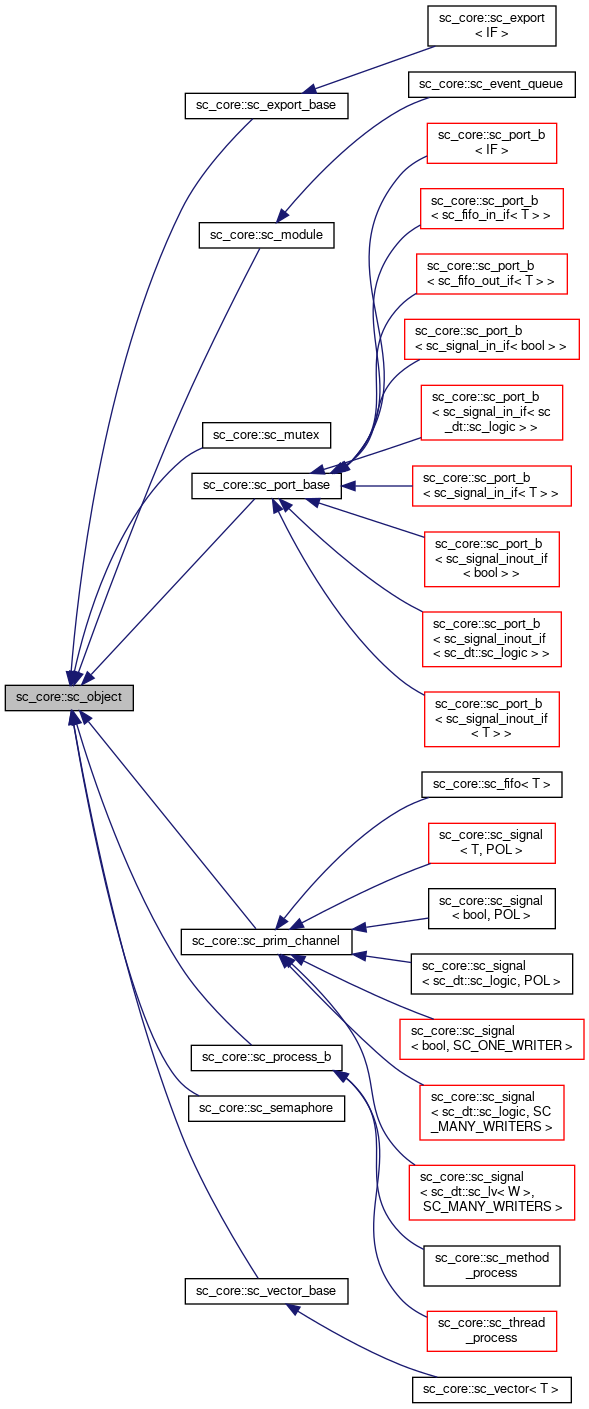 sc_core::sc_export
< IF >
sc_core::sc_event_queue
sc_core::sc_export_base
sc_core::sc_port_b
< IF >
sc_core::sc_port_b
< sc_fifo_in_if< T > >
sc_core::sc_module
sc_core::sc_port_b
< sc_fifo_out_if< T > >
sc_core::sc_port_b
< sc_signal_in_if< bool > >
sc_core::sc_port_b
< sc_signal_in_if< sc
_dt::sc_logic > >
sc_core::sc_mutex
sc_core::sc_port_base
sc_core::sc_port_b
< sc_signal_in_if< T > >
sc_core::sc_port_b
< sc_signal_inout_if
< bool > >
sc_core::sc_port_b
< sc_signal_inout_if
< sc_dt::sc_logic > >
sc_core::sc_object
sc_core::sc_port_b
< sc_signal_inout_if
< T > >
sc_core::sc_fifo< T >
sc_core::sc_signal
< T, POL >
sc_core::sc_signal
< bool, POL >
sc_core::sc_prim_channel
sc_core::sc_signal
< sc_dt::sc_logic, POL >
sc_core::sc_signal
< bool, SC_ONE_WRITER >
sc_core::sc_process_b
sc_core::sc_signal
< sc_dt::sc_logic, SC
_MANY_WRITERS >
sc_core::sc_semaphore
sc_core::sc_signal
< sc_dt::sc_lv< W >,
SC_MANY_WRITERS >
sc_core::sc_method
_process
sc_core::sc_vector_base
sc_core::sc_thread
_process
sc_core::sc_vector< T >